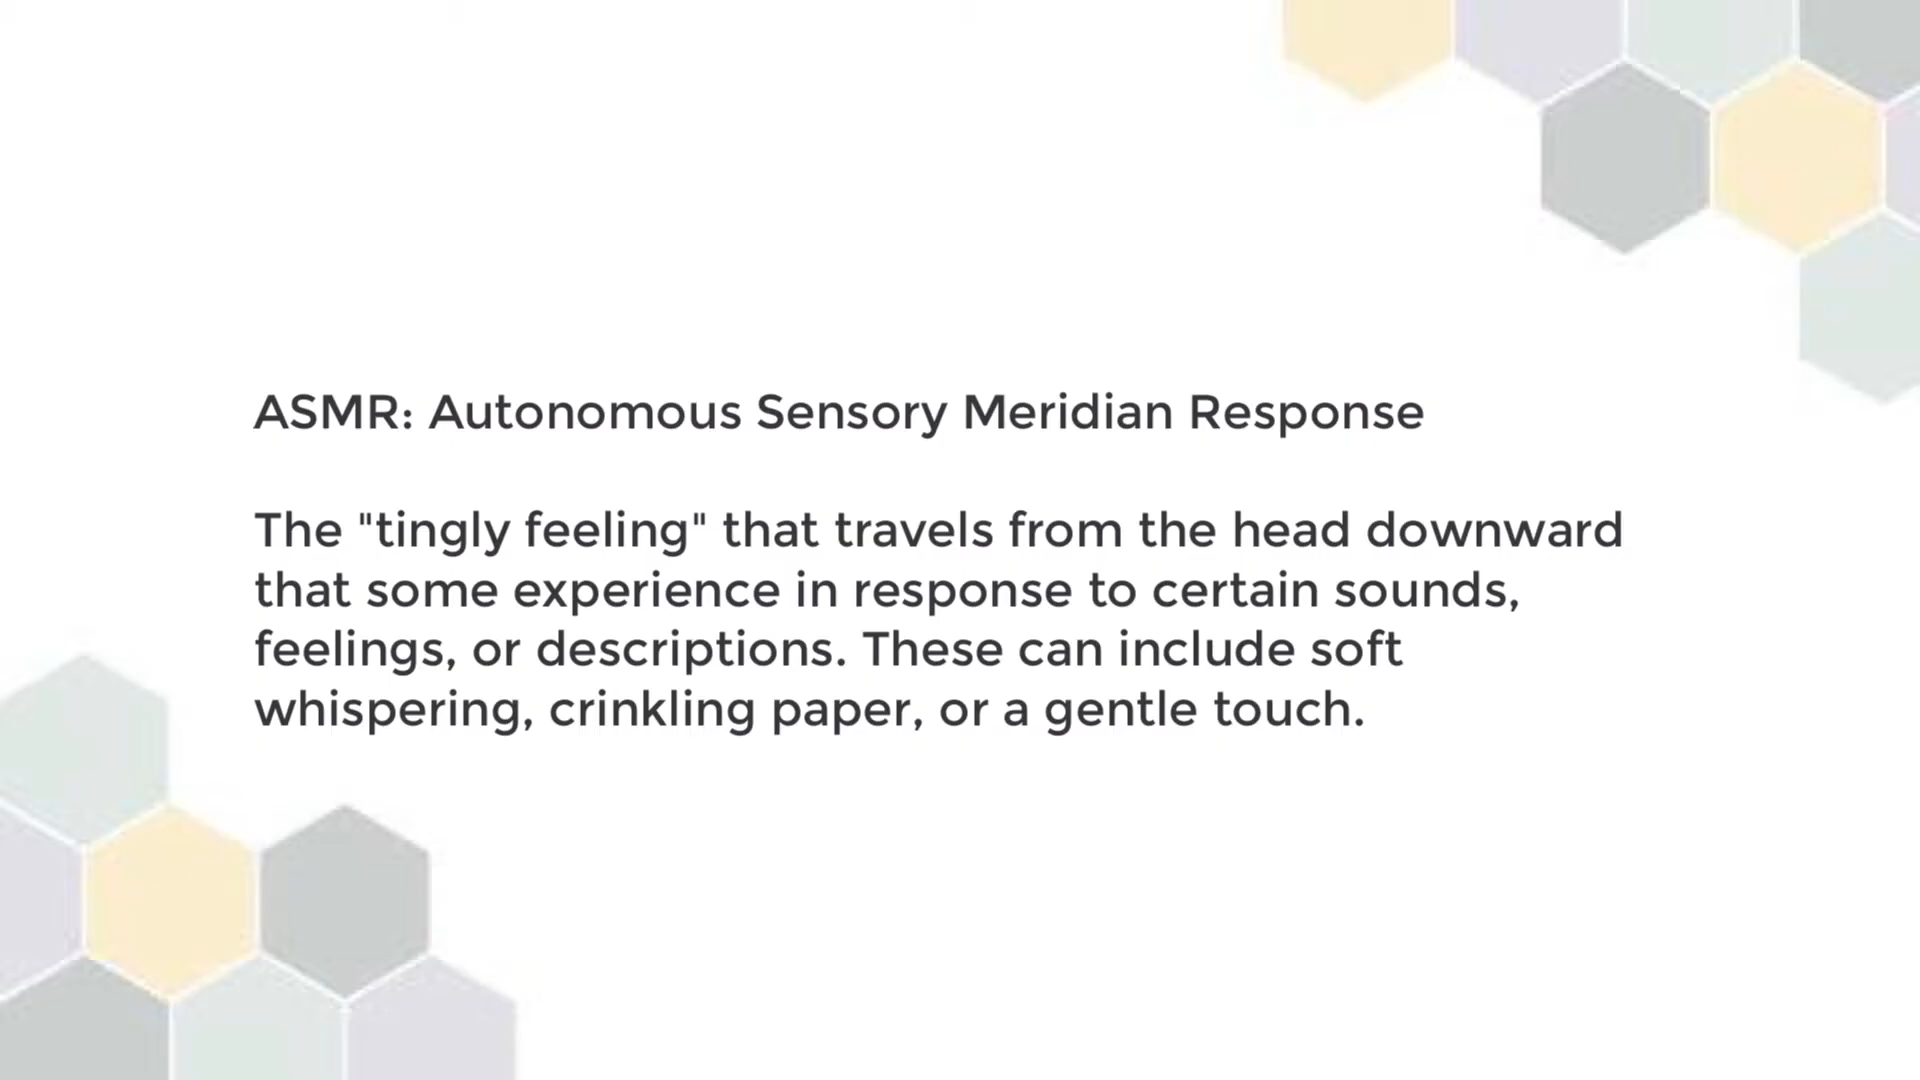 ASMR: Autonomous Sensory Meridian Response
The "tingly feeling" that travels from the head downward
that some experience in response to certain sounds,
feelings, or descriptions. These can include soft
whispering, crinkling paper, or a gentle touch.